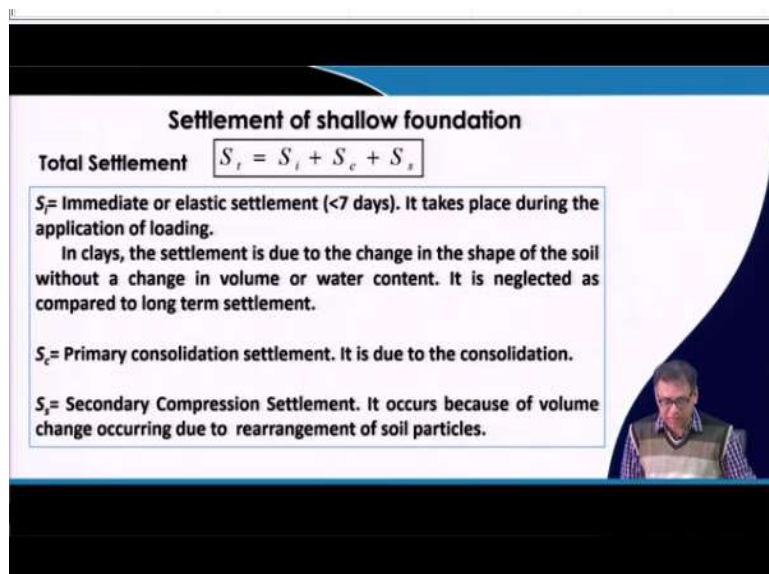 Settlement of shallow foundation
Total Settlement S_t = S_i + S_c + S_s
S_i= Immediate or elastic settlement (<7 days). It takes place during the
application of loading.
In clays, the settlement is due to the change in the shape of the soil
without a change in volume or water content. It is neglected as
compared to long term settlement.
S_c= Primary consolidation settlement. It is due to the consolidation.
S_s= Secondary Compression Settlement. It occurs because of volume
change occurring due to rearrangement of soil particles.